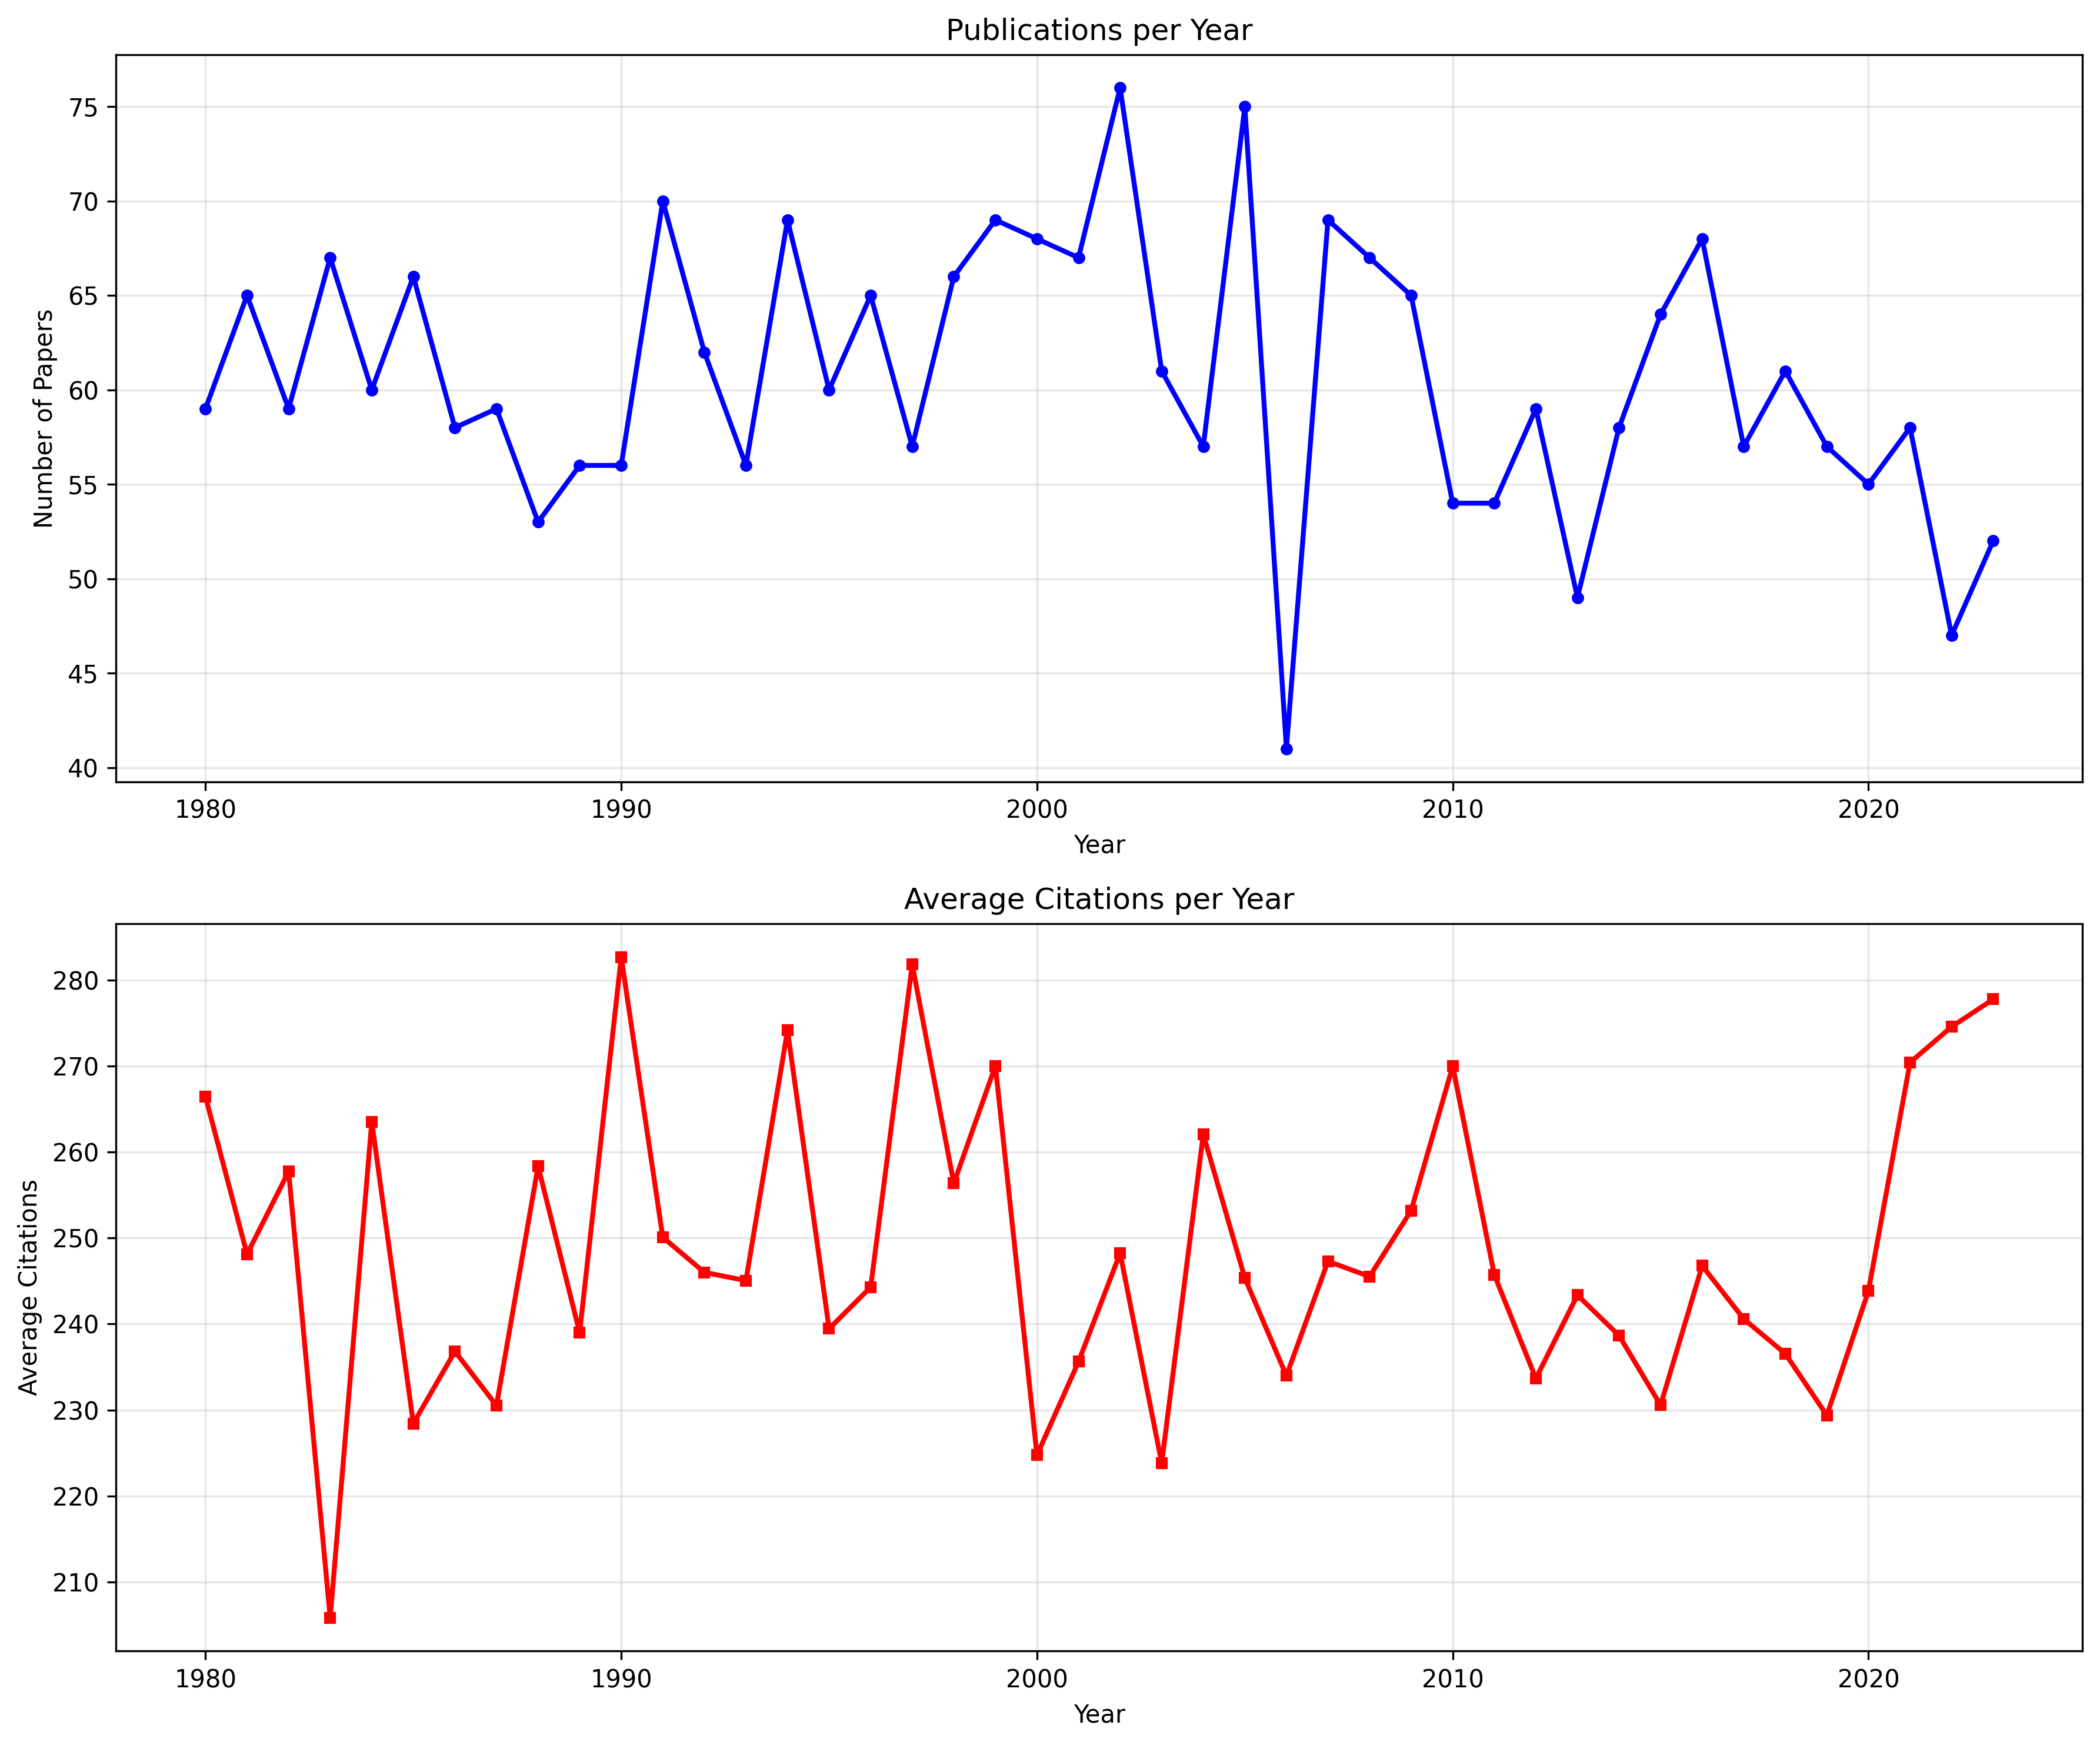 Publications per Year
75
70
65
60
55
50
45
40
Number of Papers
1980 1990 2000 2010 2020
Year
Average Citations per Year
280
270
260
250
240
230
220
210
Average Citations
1980 1990 2000 2010 2020
Year